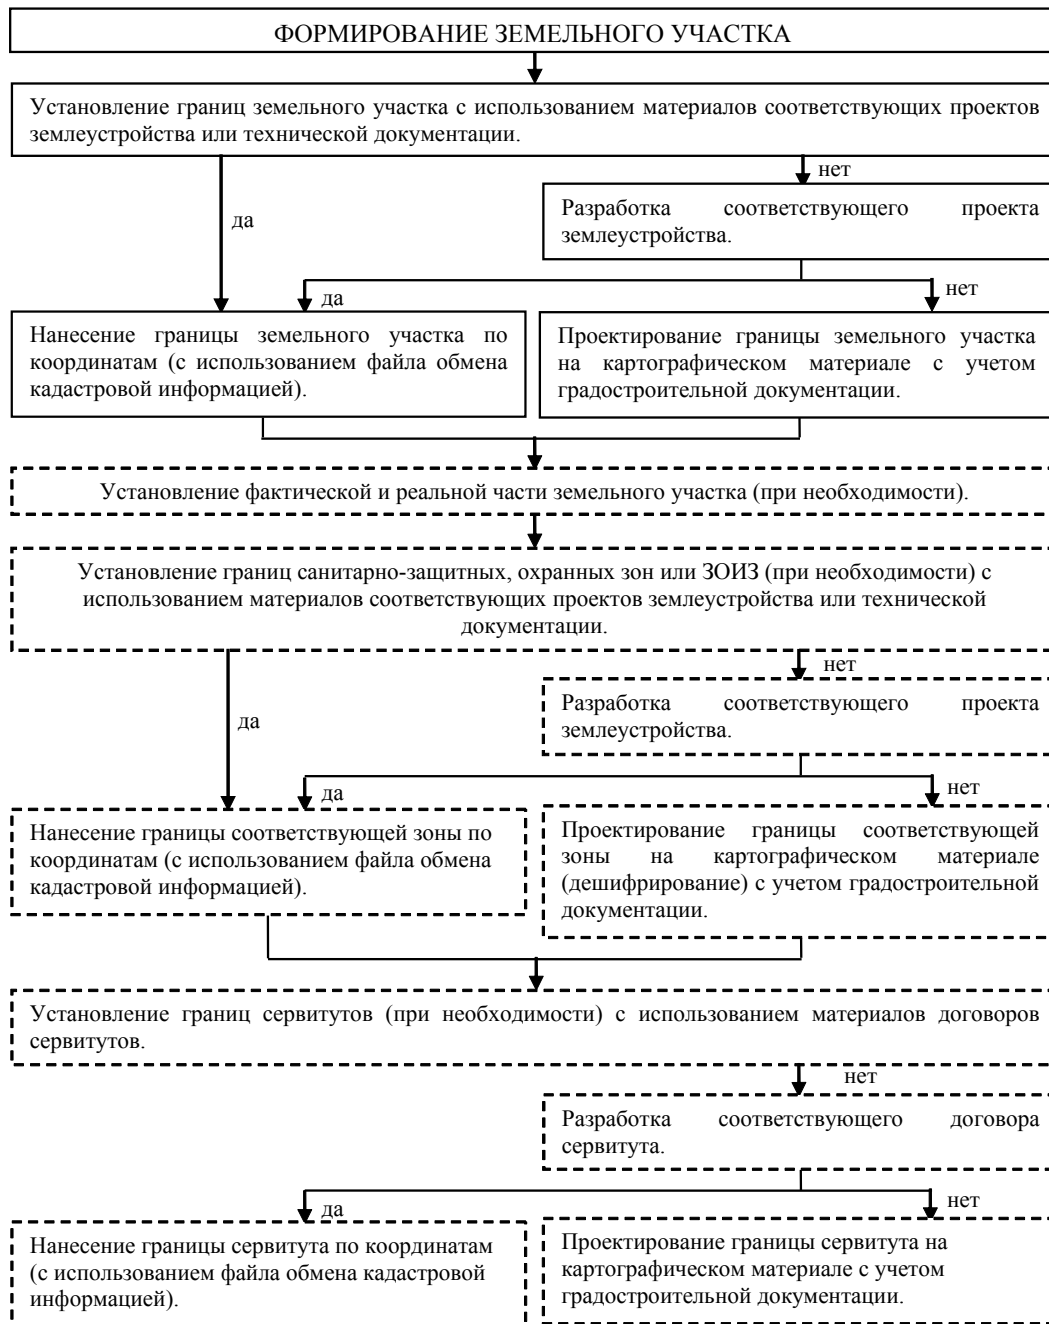 ФОРМИРОВАНИЕ ЗЕМЕЛЬНОГО УЧАСТКА
Установление границ земельного участка с использованием материалов соответствующих проектов
землеустройства или технической документации.
нет
да
Разработка соответствующего проекта
землеустройства.
да
нет
Нанесение границы земельного участка по
координатам (с использованием файла обмена
кадастровой информацией).
Проектирование границы земельного участка
на картографическом материале с учетом
градостроительной документации.
Установление фактической и реальной части земельного участка (при необходимости).
Установление границ санитарно-защитных, охранных зон или ЗОИЗ (при необходимости) с
использованием материалов соответствующих проектов землеустройства или технической
документации.
нет
да
Разработка соответствующего проекта
землеустройства.
да
нет
Нанесение границы соответствующей зоны по
координатам (с использованием файла обмена
кадастровой информацией).
Проектирование границы соответствующей
зоны на картографическом материале
(дешифрирование) с учетом градостроительной
документации.
Установление границ сервитутов (при необходимости) с использованием материалов договоров
сервитутов.
нет
Разработка соответствующего договора
сервитута.
да
нет
Нанесение границы сервитута по координатам
(с использованием файла обмена кадастровой
информацией).
Проектирование границы сервитута на
картографическом материале с учетом
градостроительной документации.